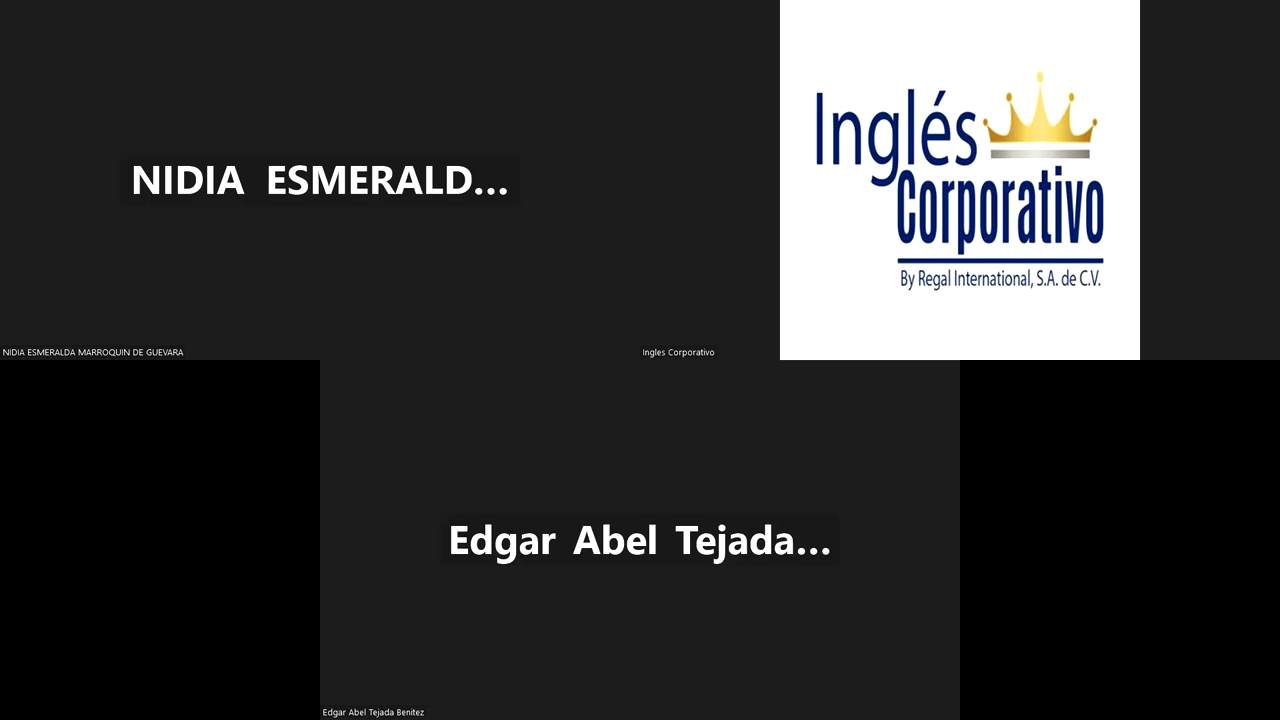 NIDIA ESMERALD...
Inglés
Corporativo
By Regal International, S.A. de C.V.
NIDIA ESMERALDA MARROQUIN DE GUEVARA
Ingles Corporativo
Edgar Abel Tejada...
Edgar Abel Tejada Benitez